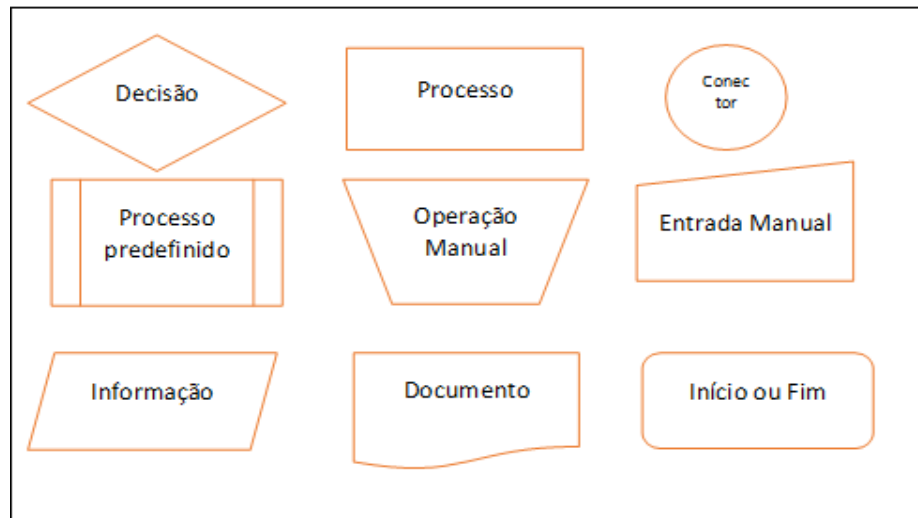 Decisão
Processo
Conec
tor
Processo
predefinido
Operação
Manual
Entrada Manual
Informação
Documento
Início ou Fim